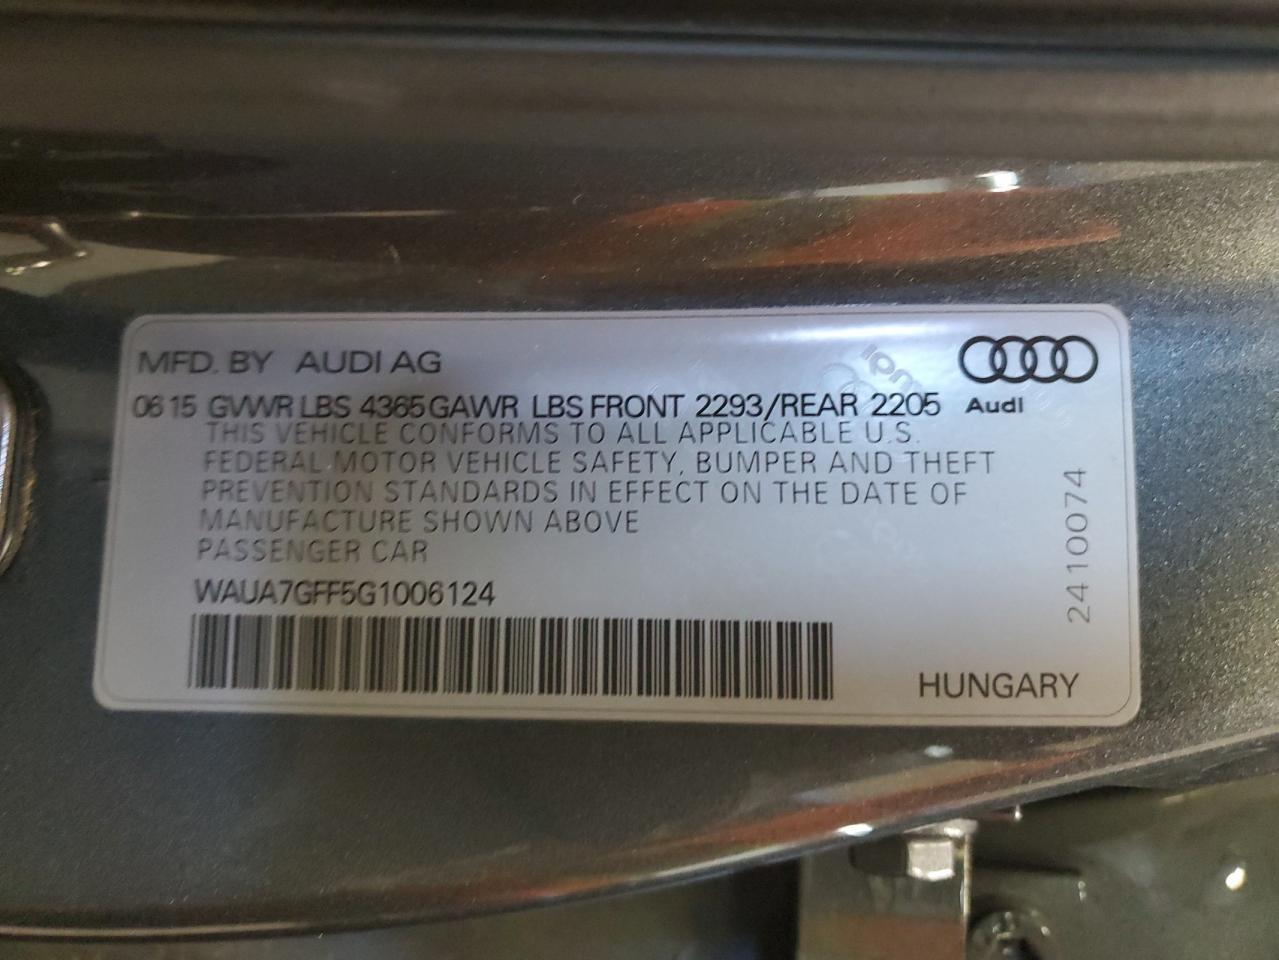 MFD. BY AUDI AG
06 15 GVWR LBS 4365 GAWR LBS FRONT 2293/REAR 2205
Audi
THIS VEHICLE CONFORMS TO ALL APPLICABLE U.S.
FEDERAL MOTOR VEHICLE SAFETY, BUMPER AND THEFT
PREVENTION STANDARDS IN EFFECT ON THE DATE OF
MANUFACTURE SHOWN ABOVE
PASSENGER CAR
WAUA7GFF5G1006124
2410074
HUNGARY